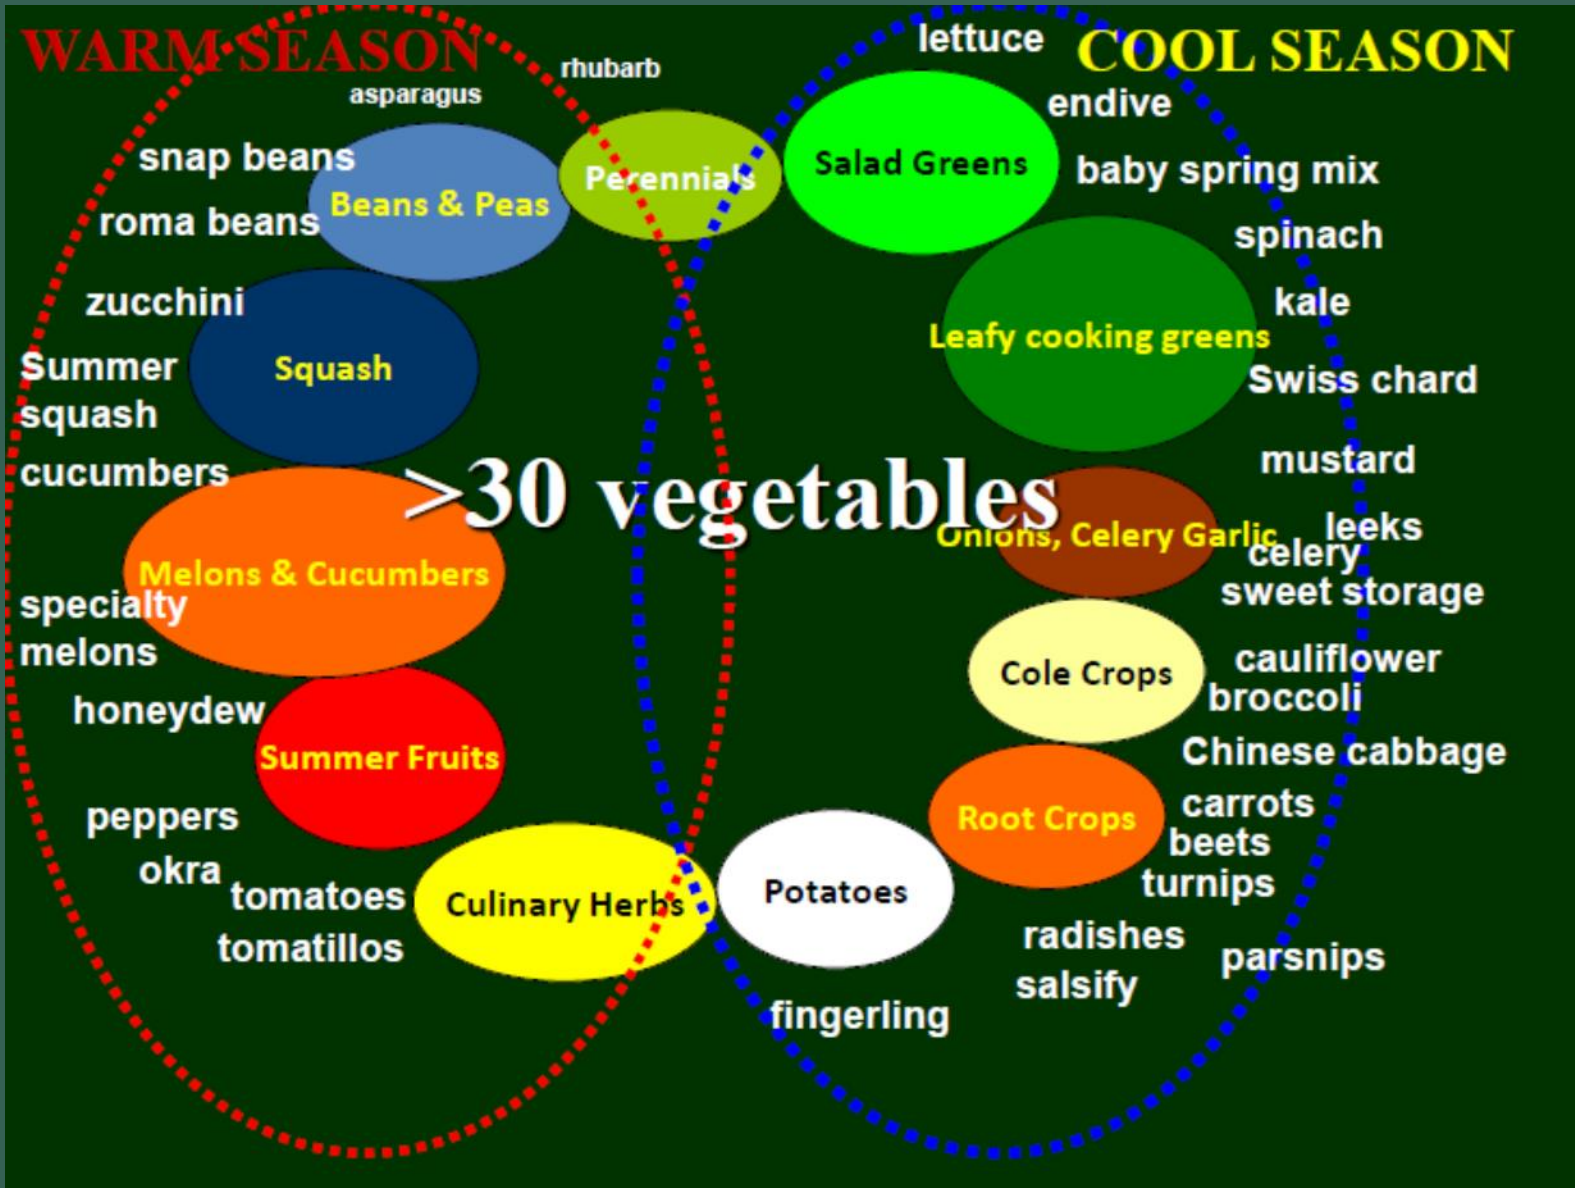 WARM SEASON
COOL SEASON
lettuce
rhubarb
asparagus
endive
snap beans
Beans & Peas
Perennials
Salad Greens
baby spring mix
roma beans
spinach
zucchini
kale
Leafy cooking greens
Summer
squash
Squash
Swiss chard
cucumbers
>30 vegetables
mustard
Onions, Celery Garlic
leeks
celery
sweet storage
Melons & Cucumbers
specialty
melons
Cole Crops
cauliflower
broccoli
honeydew
Summer Fruits
Chinese cabbage
peppers
Root Crops
carrots
beets
turnips
okra
tomatoes
tomatillos
Culinary Herbs
Potatoes
radishes
salsify
parsnips
fingerling